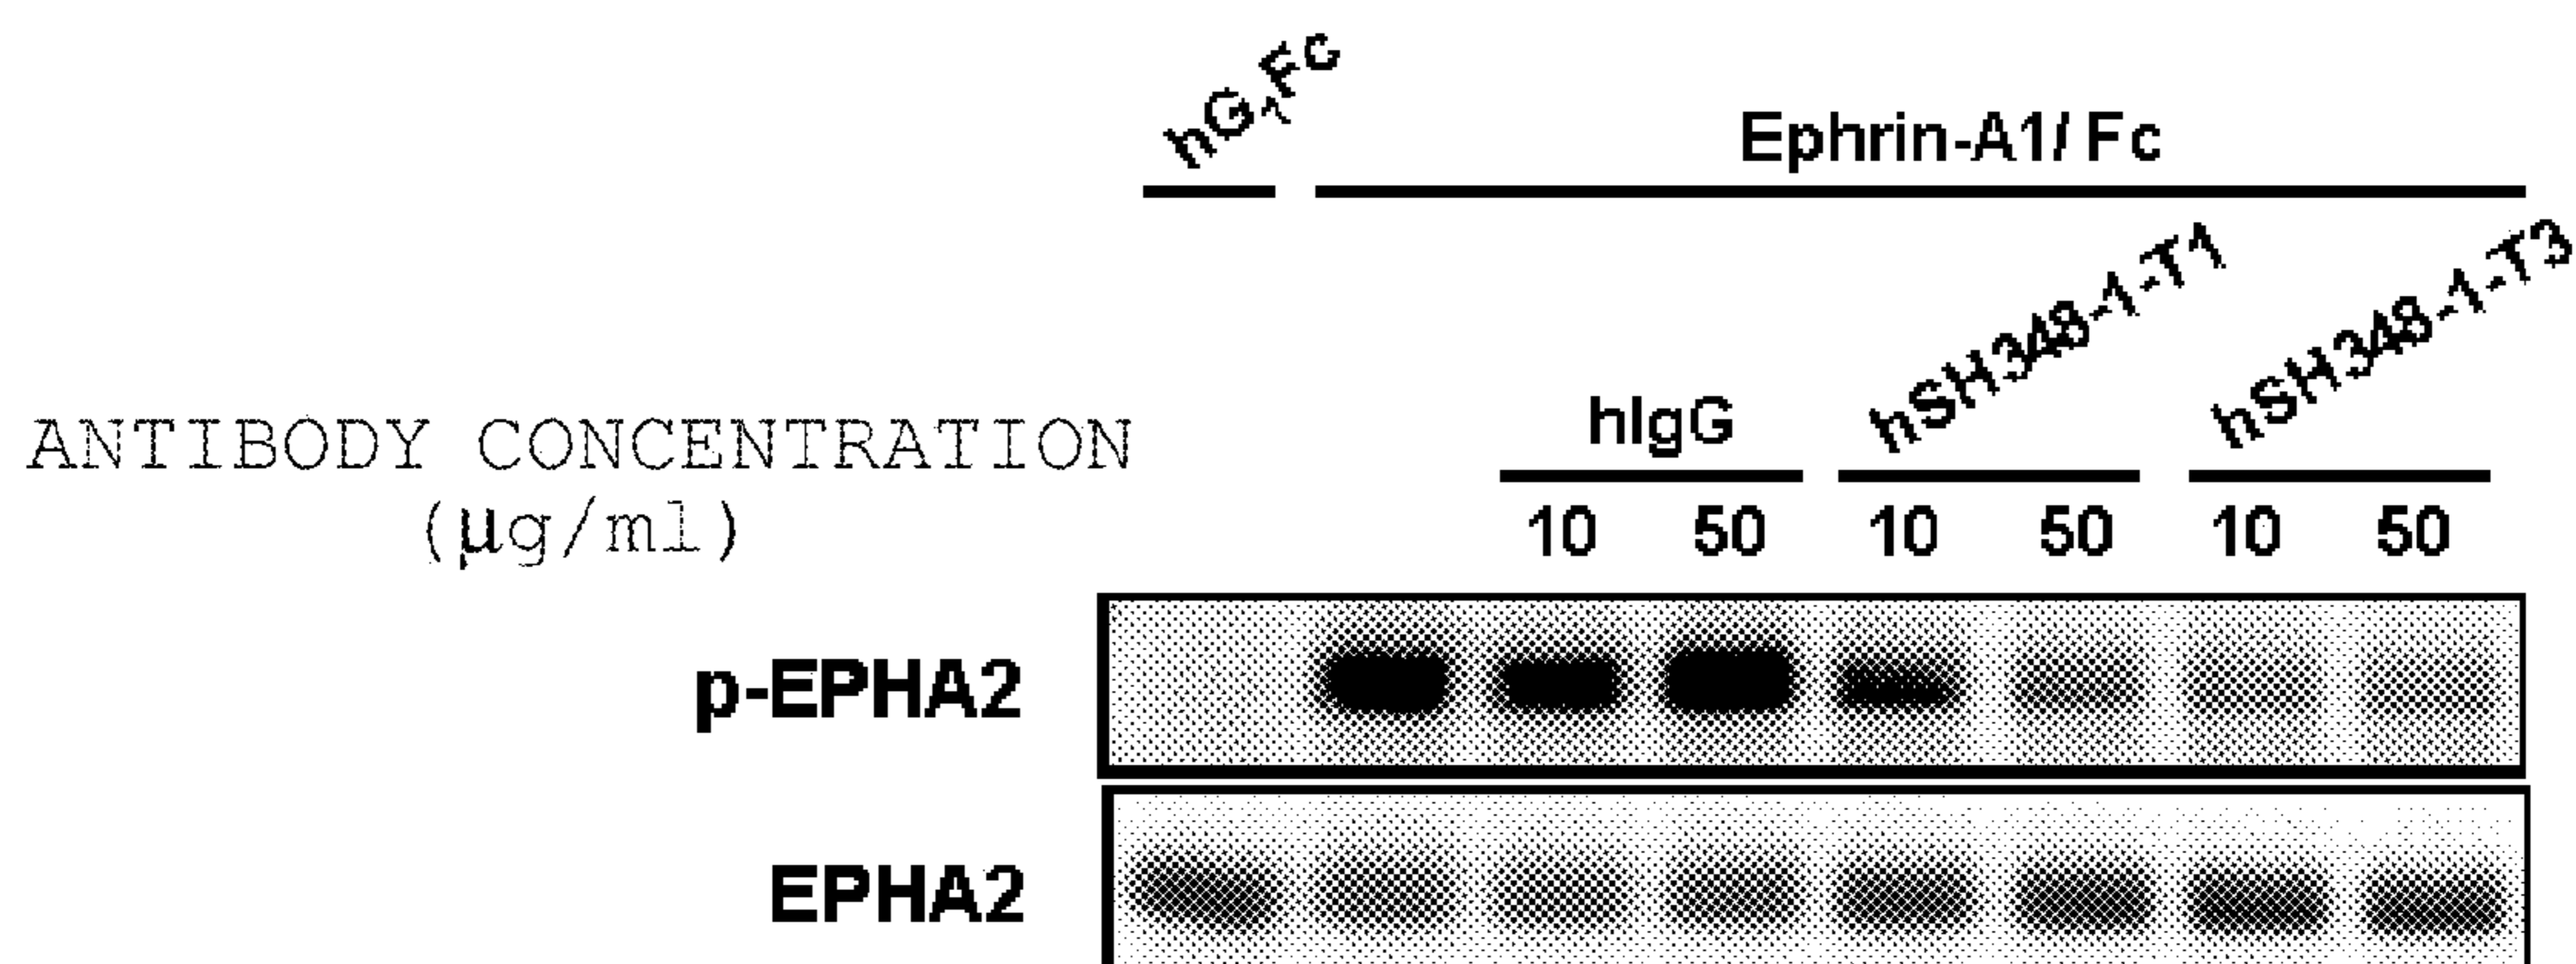 hG₁Fc
Ephrin-A1/ Fc
hIgG
hSH348-1-T1
hSH348-1-T3
ANTIBODY CONCENTRATION
(μg/ml)
10 50 10 50 10 50
p-EPHA2
EPHA2